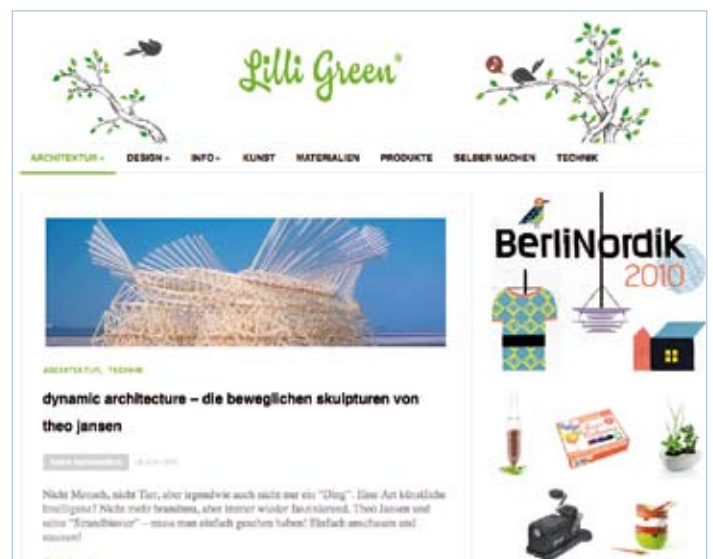 Lilli Green®
ARCHITEKTUR DESIGN INFO KUNST MATERIALIEN PRODUKTE SELBER MACHEN TECHNIK
BerliNordik
2010
ARCHITEKTUR, TECHNIK
dynamic architecture – die beweglichen skulpturen von
theo jansen
Nicht Mensch, nicht Tier, aber irgendwie auch nicht nur ein "Ding". Eine Art künstliche
Intelligenz? Nicht mehr brandneu, aber immer wieder faszinierend. Theo Jansen und
seine "Strandbiester" – muss man einfach gesehen haben! Einfach anschauen und
staunen!